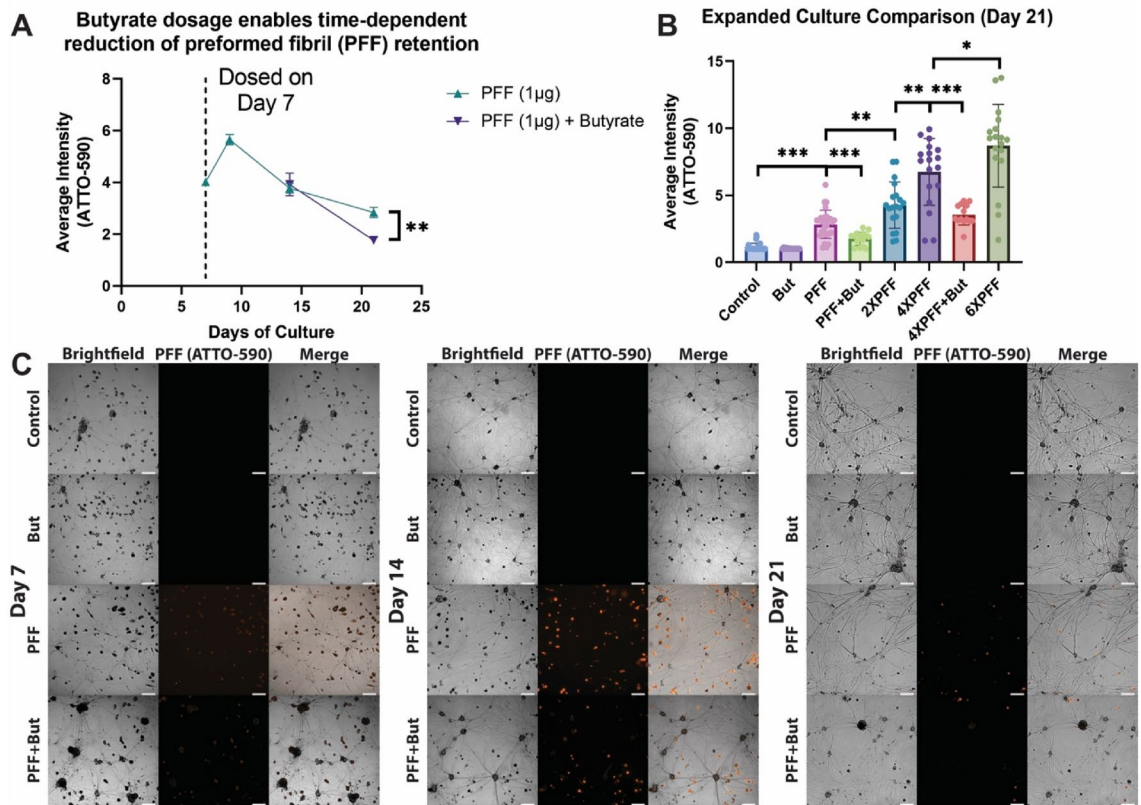 A
Butyrate dosage enables time-dependent
reduction of preformed fibril (PFF) retention
Dosed on
Day 7
PFF (1µg)
PFF (1µg) + Butyrate
**
Average Intensity
(ATTO-590)
8
6
4
2
0
0 5 10 15 20 25
Days of Culture
B
Expanded Culture Comparison (Day 21)
Average Intensity
(ATTO-590)
15
10
5
0
*
** ***
**
*** ***
Control But PFF PFF+But 2XPFF 4XPFF 4XPFF+But 6XPFF
C
Brightfield PFF (ATTO-590) Merge
Day 7
Control
But
PFF
PFF+But
Brightfield PFF (ATTO-590) Merge
Day 14
Control
But
PFF
PFF+But
Brightfield PFF (ATTO-590) Merge
Day 21
Control
But
PFF
PFF+But